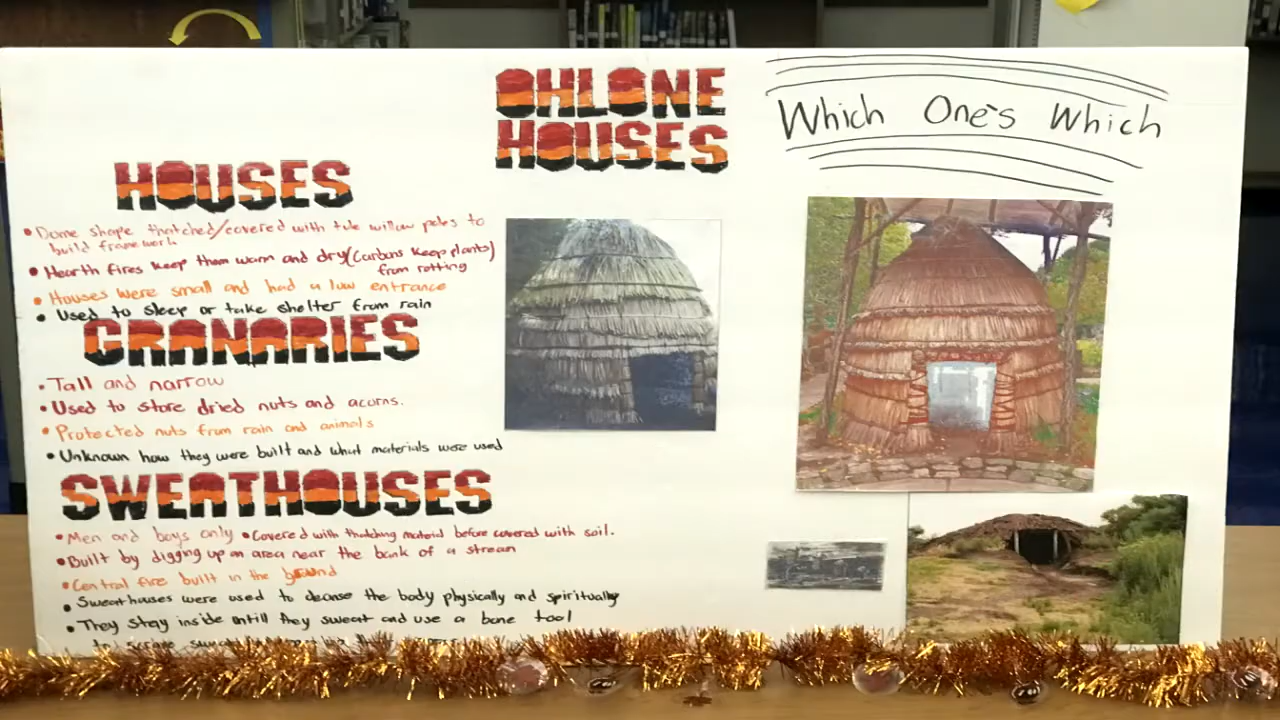 OHLONE
HOUSES
Which One's Which
HOUSES
• Dome shape thatched/covered with tule willow poles to
build frame work
• Hearth fires keep them warm and dry (Carbons keep plants)
from rotting
• Houses were small and had a low entrance
• Used to sleep or take shelter from rain
GRANARIES
• Tall and narrow
• Used to store dried nuts and acorns.
• Protected nuts from rain and animals
• Unknown how they were built and what materials were used
SWEATHOUSES
• Men and boys only • Covered with thatching material before covered with soil.
• Built by digging up an area near the bank of a stream
• Central fire built in the ground
• Sweathouses were used to cleanse the body physically and spiritually
• They stay inside untill they sweat and use a bone tool
to scrape sweat